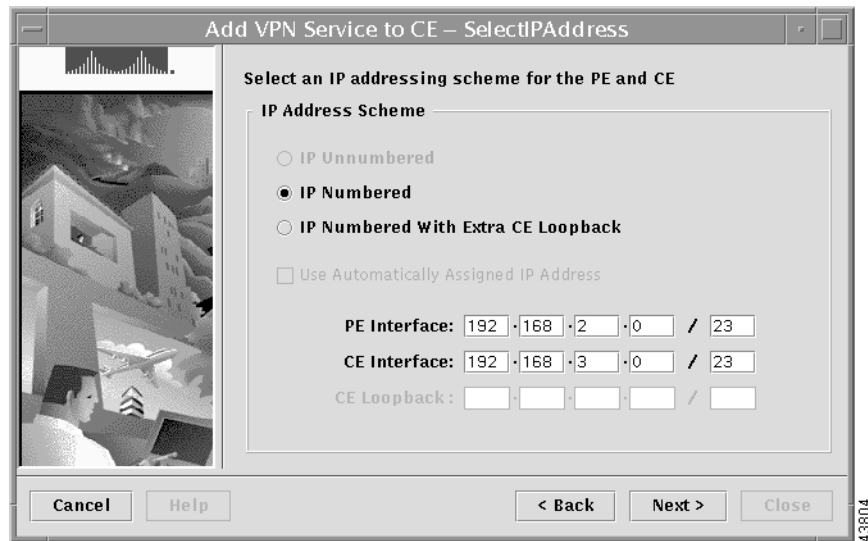 Add VPN Service to CE – SelectIPAddress
Select an IP addressing scheme for the PE and CE
IP Address Scheme
IP Unnumbered
IP Numbered
IP Numbered With Extra CE Loopback
Use Automatically Assigned IP Address
PE Interface: 192 . 168 . 2 . 0 / 23
CE Interface: 192 . 168 . 3 . 0 / 23
CE Loopback : . . . /
Cancel Help < Back Next > Close
43804